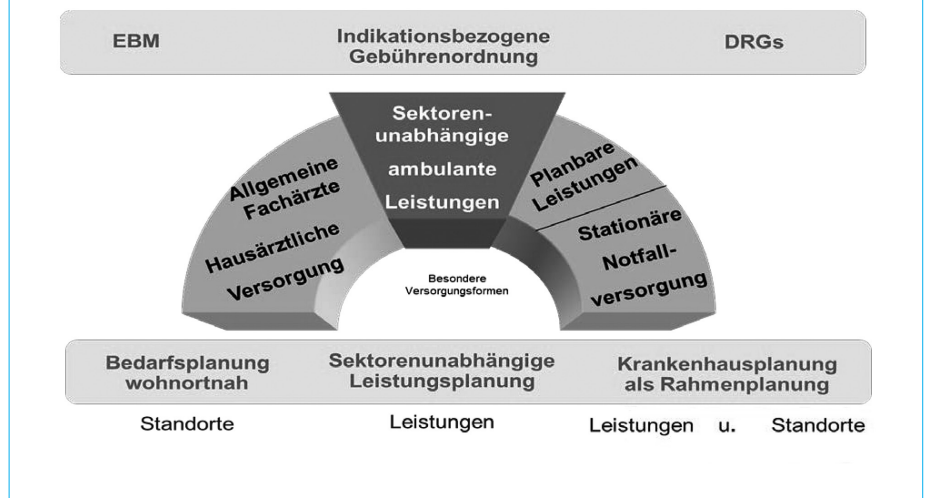 EBM
Indikationsbezogene
Gebührenordnung
DRGs
Sektoren-
unabhängige
ambulante
Leistungen
Allgemeine
Fachärzte
Hausärztliche
Versorgung
Planbare
Leistungen
Stationäre
Notfall-
versorgung
Besondere
Versorgungsformen
Bedarfsplanung
wohnortnah
Sektorenunabhängige
Leistungsplanung
Krankenhausplanung
als Rahmenplanung
Standorte
Leistungen
Leistungen u. Standorte